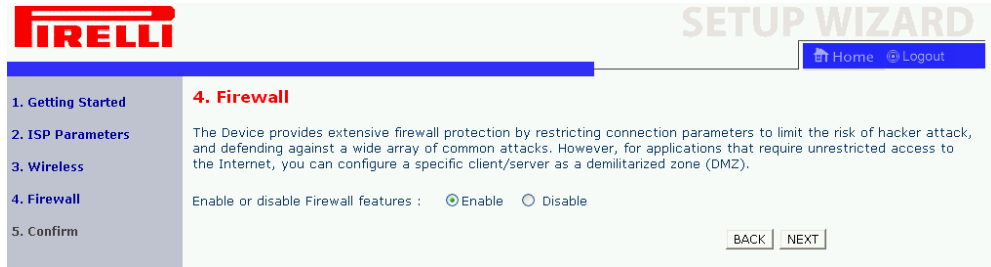 PIRELLI
SETUP WIZARD
Home Logout
1. Getting Started
2. ISP Parameters
3. Wireless
4. Firewall
5. Confirm
4. Firewall
The Device provides extensive firewall protection by restricting connection parameters to limit the risk of hacker attack,
and defending against a wide array of common attacks. However, for applications that require unrestricted access to
the Internet, you can configure a specific client/server as a demilitarized zone (DMZ).
Enable or disable Firewall features : Enable Disable
BACK NEXT